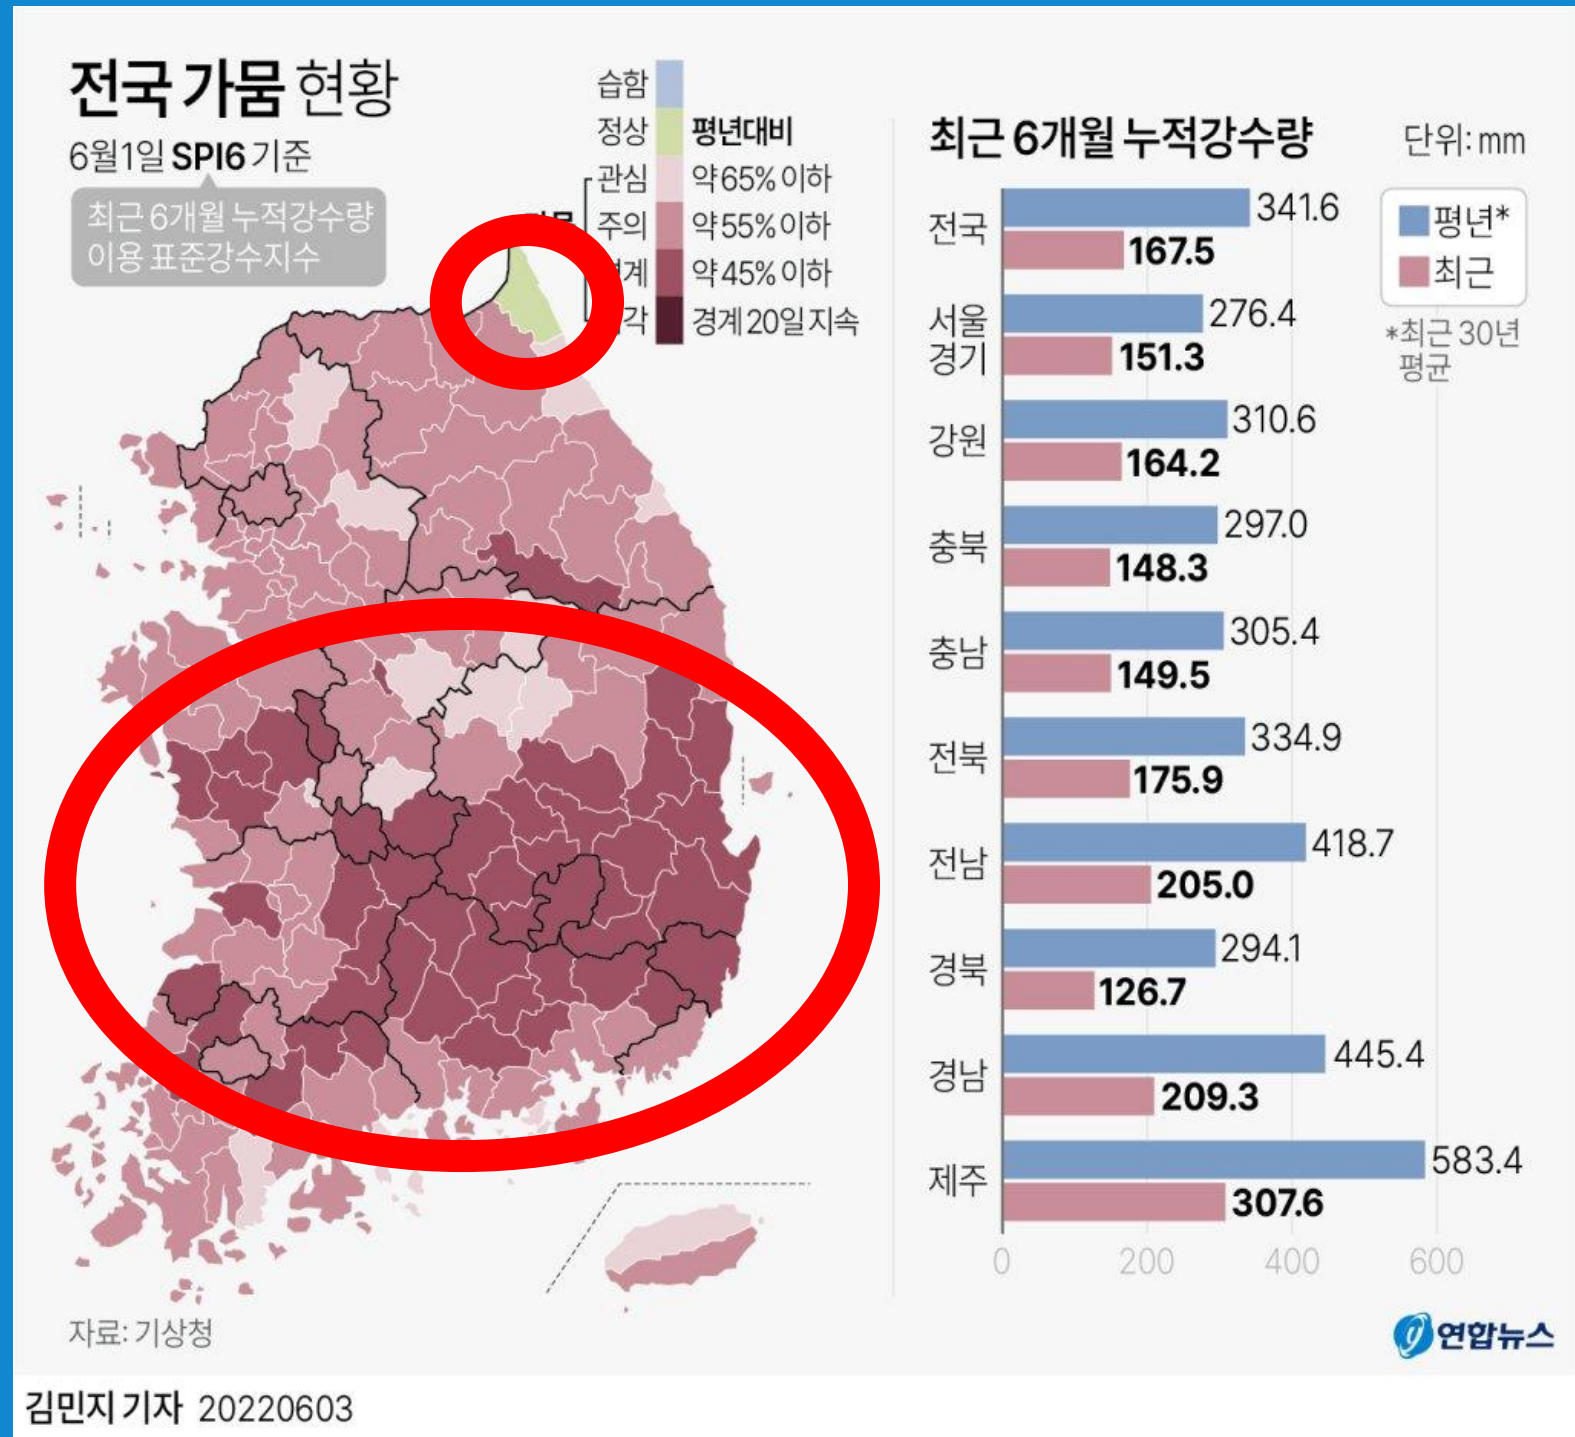 전국 가뭄 현황
6월1일 SPI6 기준
최근 6개월 누적강수량
이용 표준강수지수
습함
정상
평년대비
관심 약65% 이하
주의 약55% 이하
계 약45% 이하
각 경계 20일 지속
최근 6개월 누적강수량
단위: mm
평년*
최근
*최근 30년
평균
전국 341.6
167.5
서울
경기
276.4
151.3
강원 310.6
164.2
충북 297.0
148.3
충남 305.4
149.5
전북 334.9
175.9
전남 418.7
205.0
경북 294.1
126.7
경남 445.4
209.3
제주 583.4
307.6
0 200 400 600
자료: 기상청
연합뉴스
김민지 기자 20220603